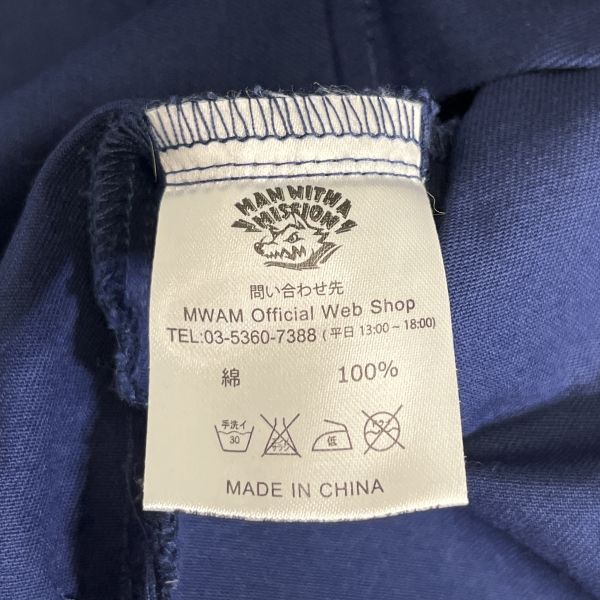 MAN WITH A
MISSION
問い合わせ先
MWAM Official Web Shop
TEL:03-5360-7388 (平日 13:00～18:00)
綿 100%
手洗イ 30 低
MADE IN CHINA